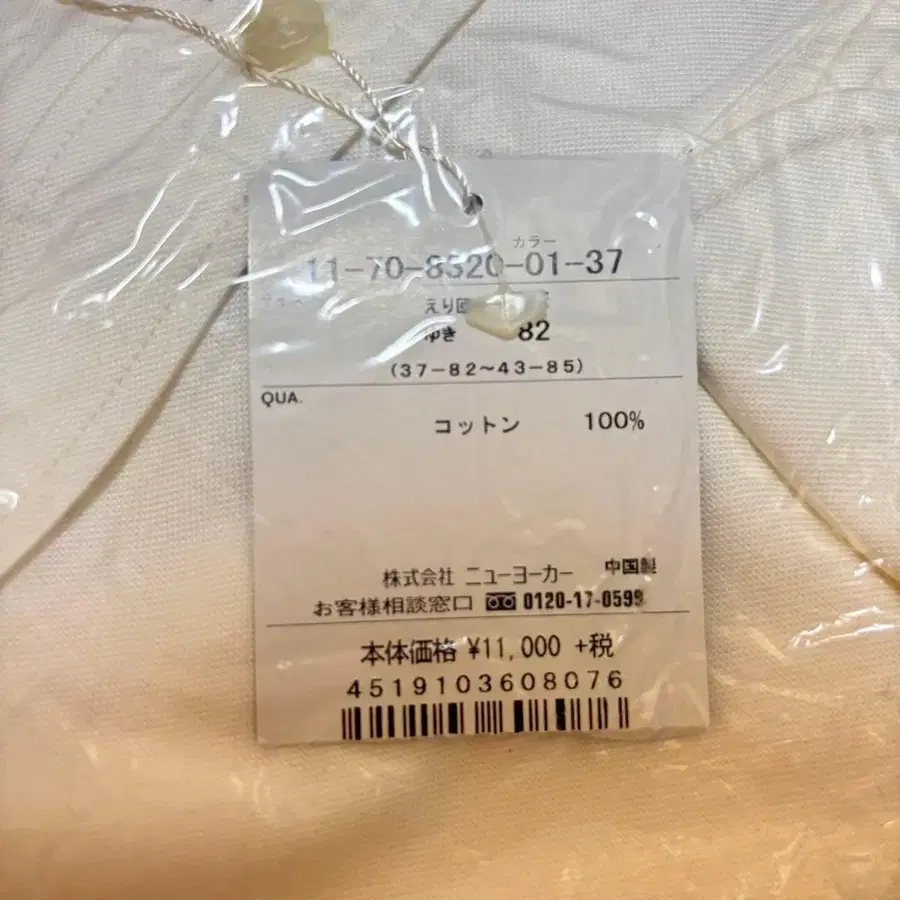 カラー
11-70-8320-01-37
えり
ゆき 82
(37-82~43-85)
QUA.
コットン 100%
株式会社 ニューヨーカー 中国製
お客様相談窓口 0120-17-0599
本体価格 ¥11,000 +税
4519103608076